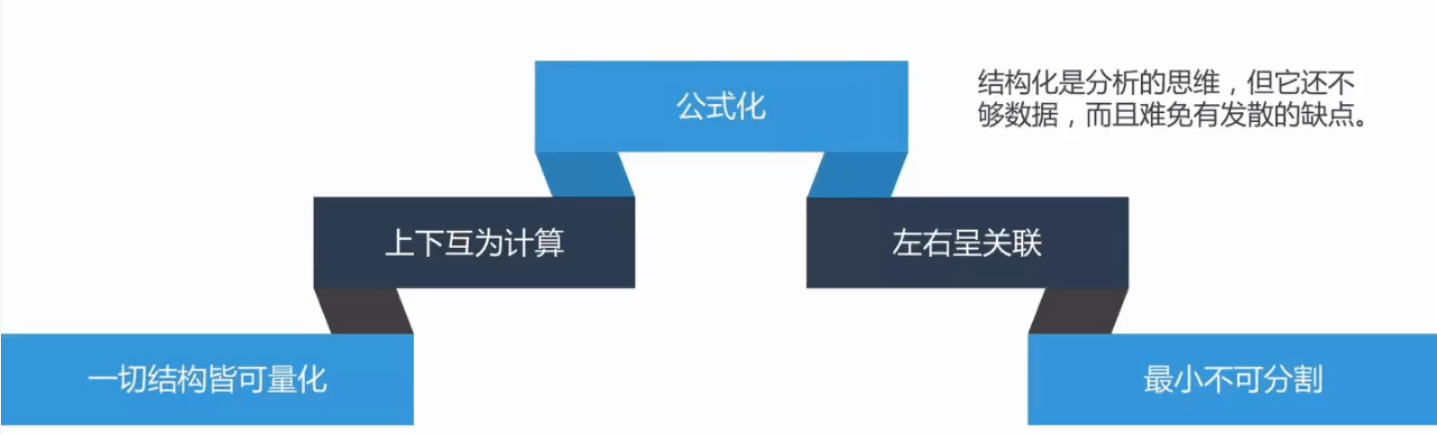 公式化
结构化是分析的思维，但它还不
够数据，而且难免有发散的缺点。
上下互为计算
左右呈关联
一切结构皆可量化
最小不可分割